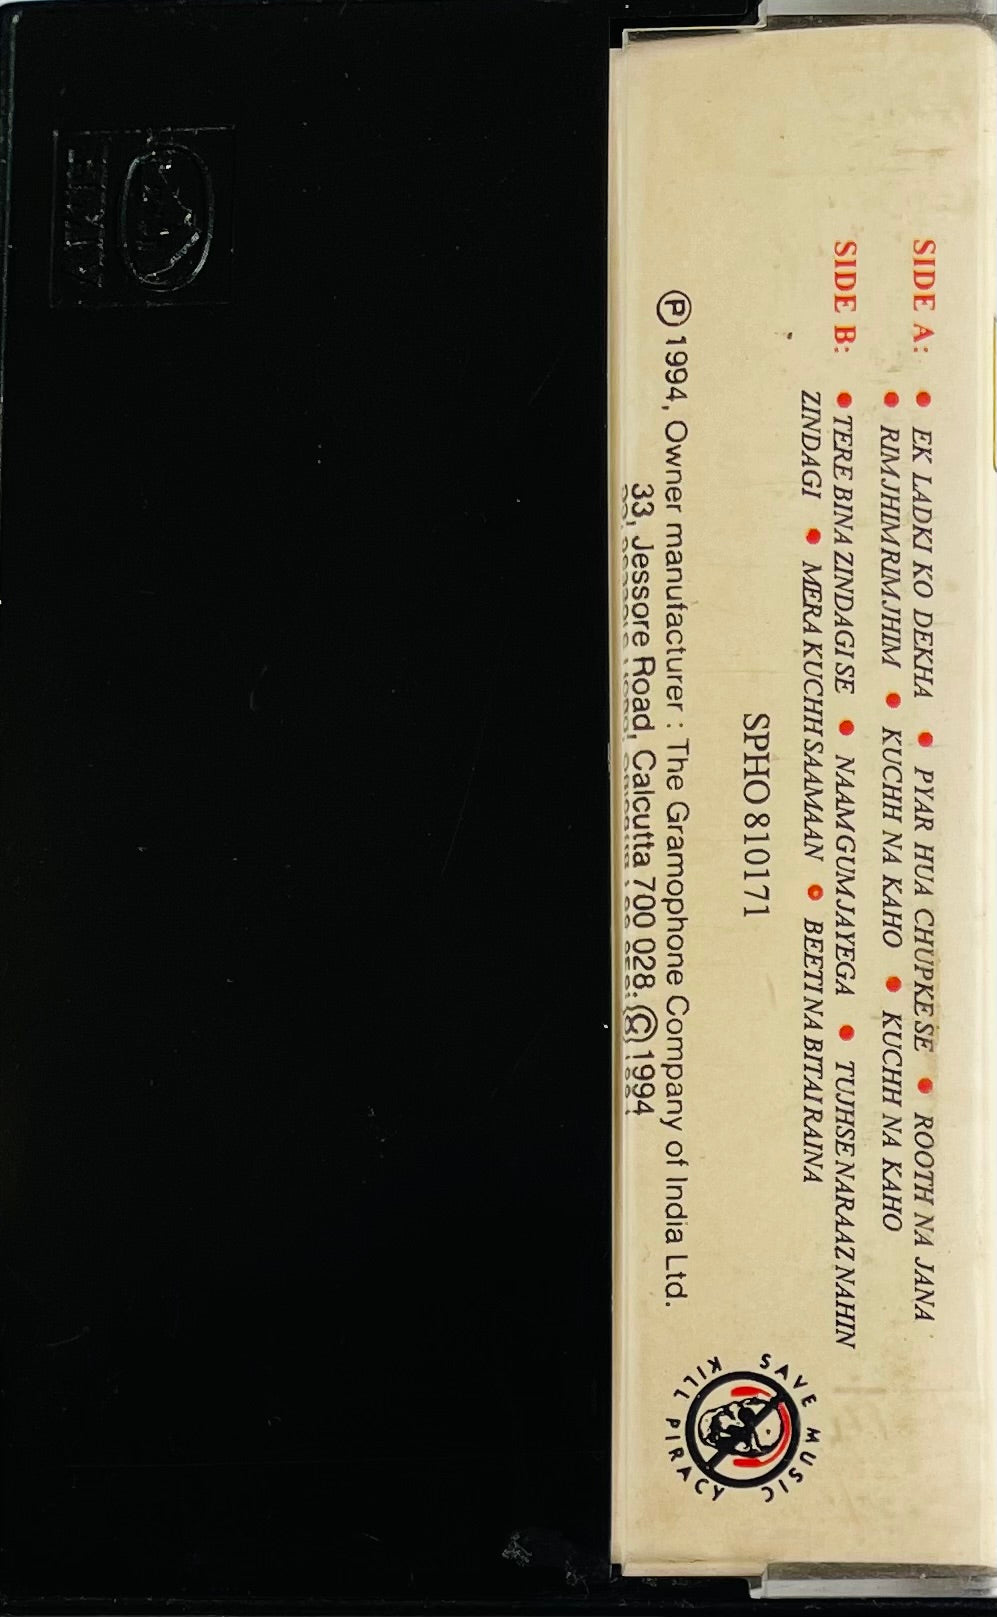 SIDE A: • EK LADKI KO DEKHA • PYAR HUA CHUPKE SE • ROOTH NA JANA
• RIMJHIM RIMJHIM • KUCHH NA KAHO • KUCHH NA KAHO
SIDE B: • TERE BINA ZINDAGI SE • NAAM GUM JAYEGA • TUJHSE NARAAZ NAHIN
ZINDAGI • MERA KUCHH SAAMAAN • BEETI NA BITAI RAINA
SPHO 810171
Ⓟ 1994, Owner manufacturer : The Gramophone Company of India Ltd.
33, Jessore Road, Calcutta 700 028. © 1994
SAVE MUSIC
KILL PIRACY